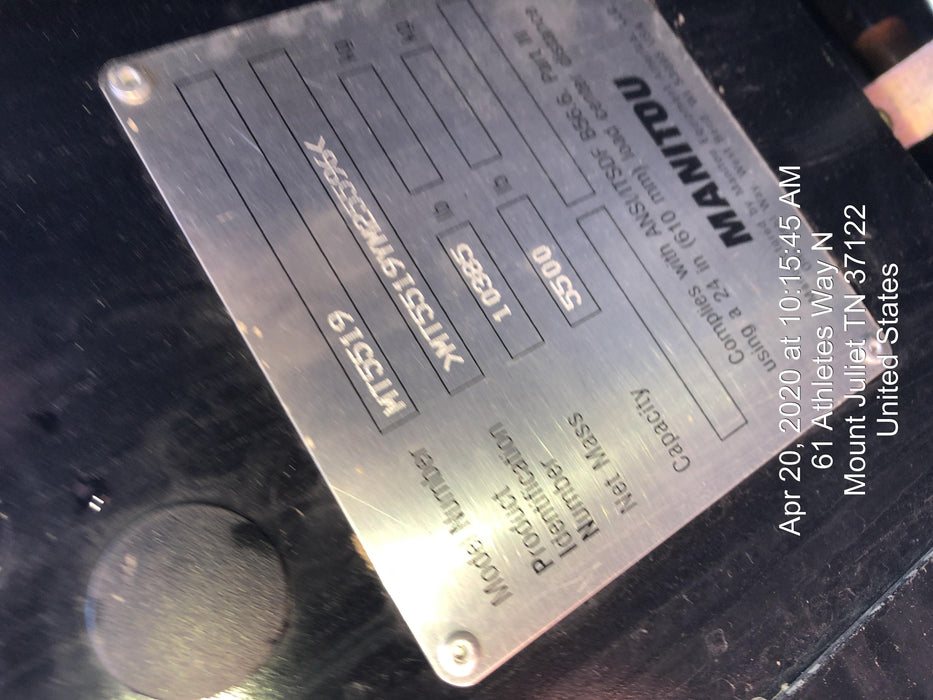 Model Number
MT5519
Product
Identification
Number
Net Mass
10385
lb
kg
Capacity
5500
lb
kg
Complies with ANSI/ITSDF B56.6, Part III
using a 24 in (610 mm) load center distance
MANITOU
Apr 20, 2020 at 10:15:45 AM
61 Athletes Way N
Mount Juliet TN 37122
United States